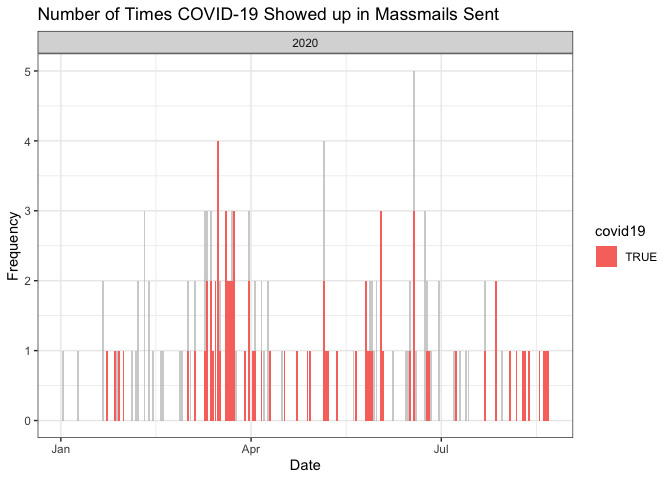 Number of Times COVID-19 Showed up in Massmails Sent
2020
5
4
3
2
1
0
Frequency
Jan
Apr
Jul
Date
covid19
TRUE